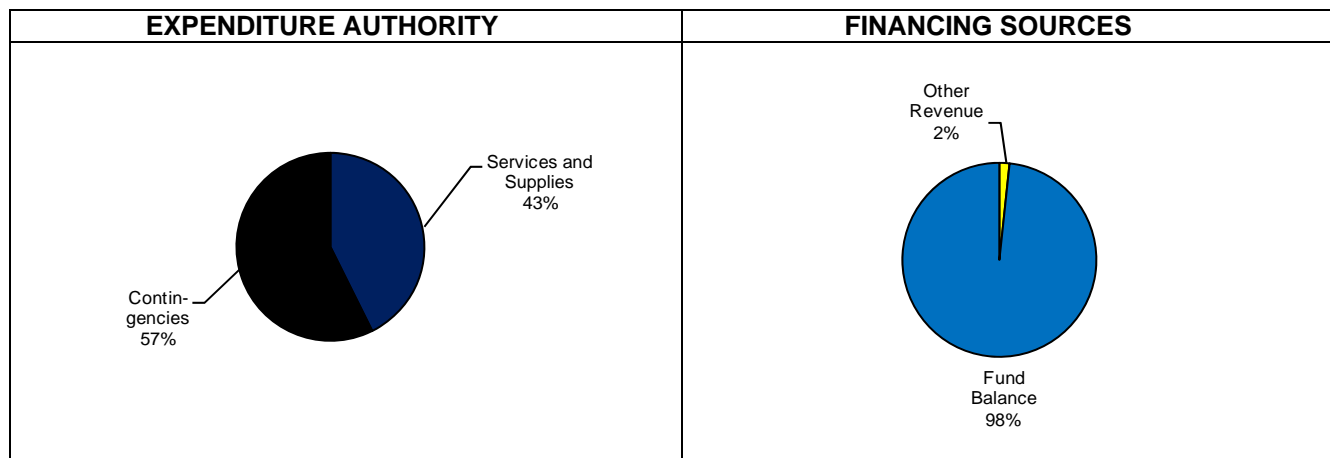 EXPENDITURE AUTHORITY
FINANCING SOURCES
Services and
Supplies
43%
Contin-
gencies
57%
Other
Revenue
2%
Fund
Balance
98%